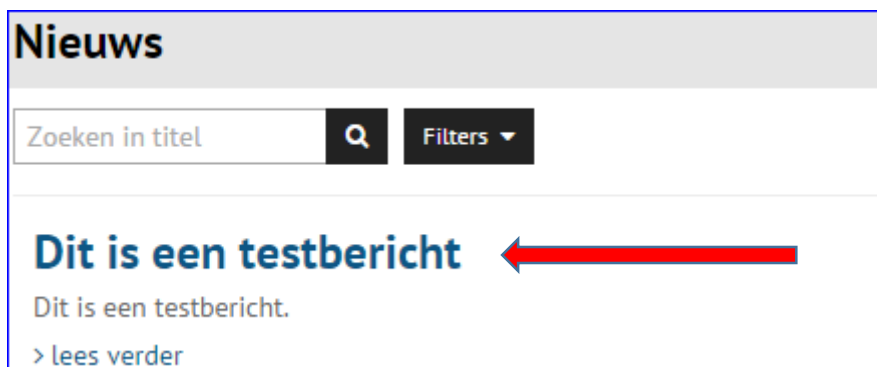 Nieuws
Zoeken in titel
Filters
Dit is een testbericht
Dit is een testbericht.
> lees verder